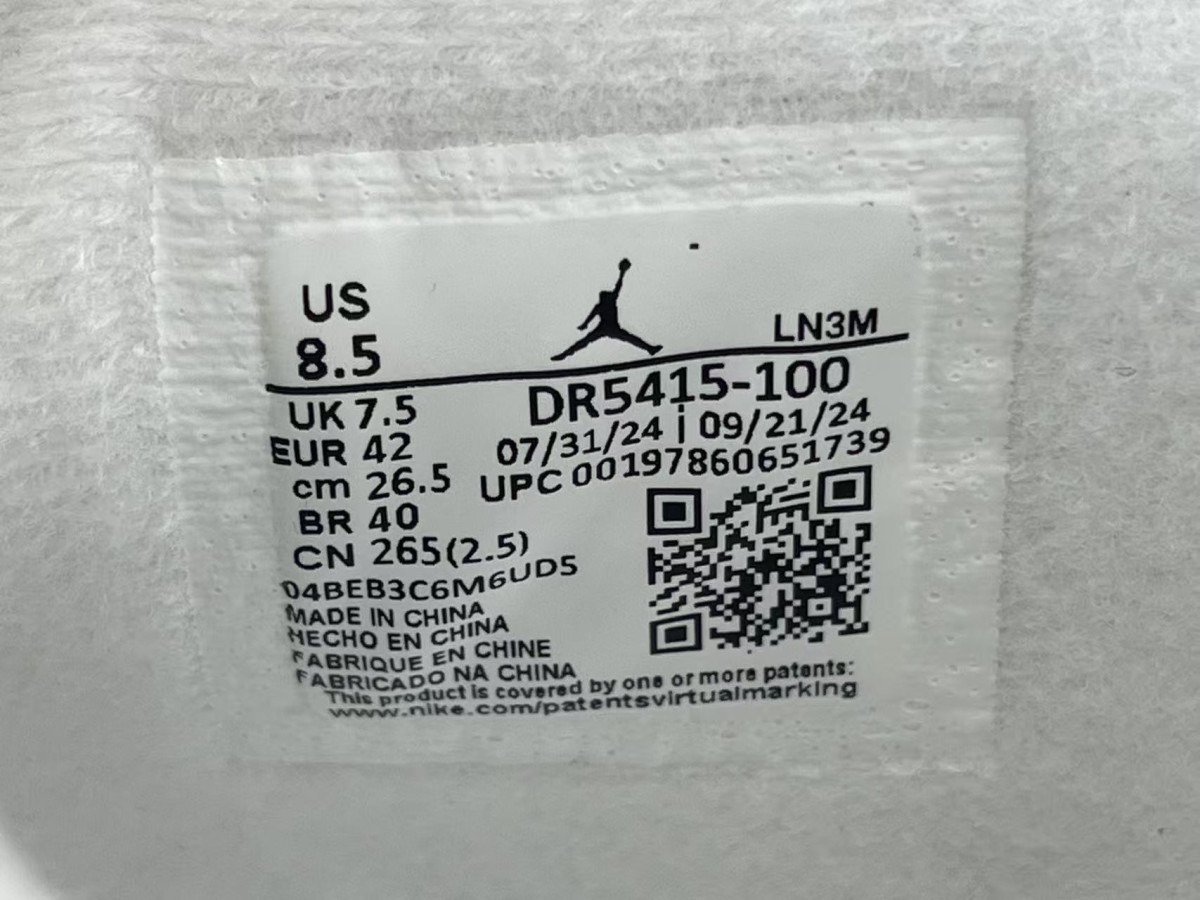 US
8.5
LN3M
UK 7.5
DR5415-100
EUR 42
07/31/24 | 09/21/24
cm 26.5
UPC 00197860651739
BR 40
CN 265(2.5)
04BEB3C6M6UD5
MADE IN CHINA
HECHO EN CHINA
FABRIQUE EN CHINE
FABRICADO NA CHINA
This product is covered by one or more patents:
www.nike.com/patentsvirtualmarking